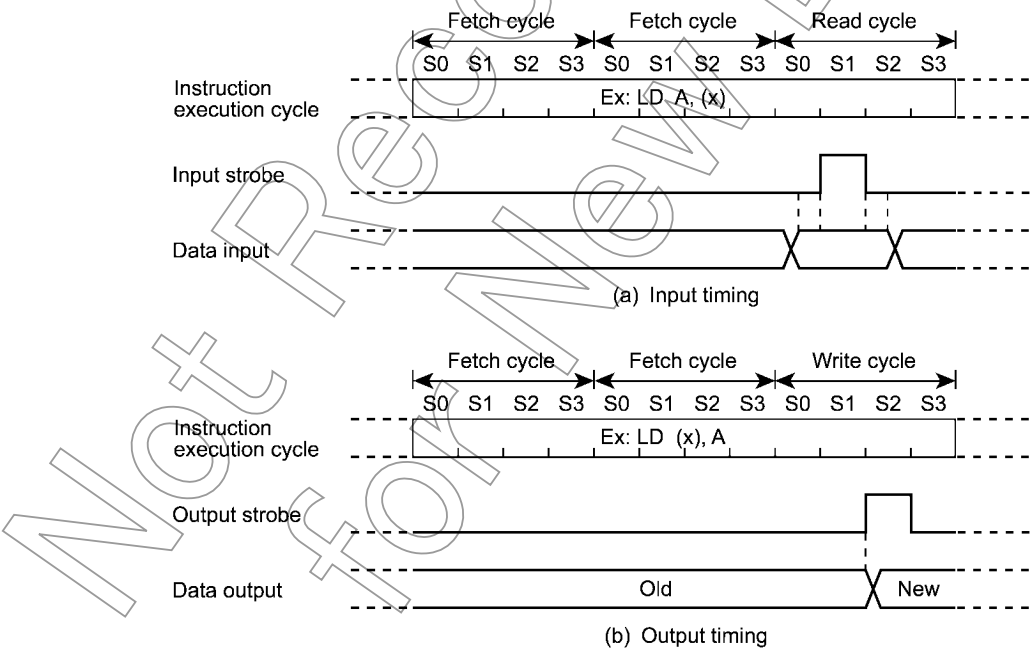 Fetch cycle Fetch cycle Read cycle
S0 S1 S2 S3 S0 S1 S2 S3 S0 S1 S2 S3
Instruction
execution cycle
Ex: LD A, (x)
Input strobe
Data input
(a) Input timing
Fetch cycle Fetch cycle Write cycle
S0 S1 S2 S3 S0 S1 S2 S3 S0 S1 S2 S3
Instruction
execution cycle
Ex: LD (x), A
Output strobe
Data output
Old New
(b) Output timing
Not Reco
for New D